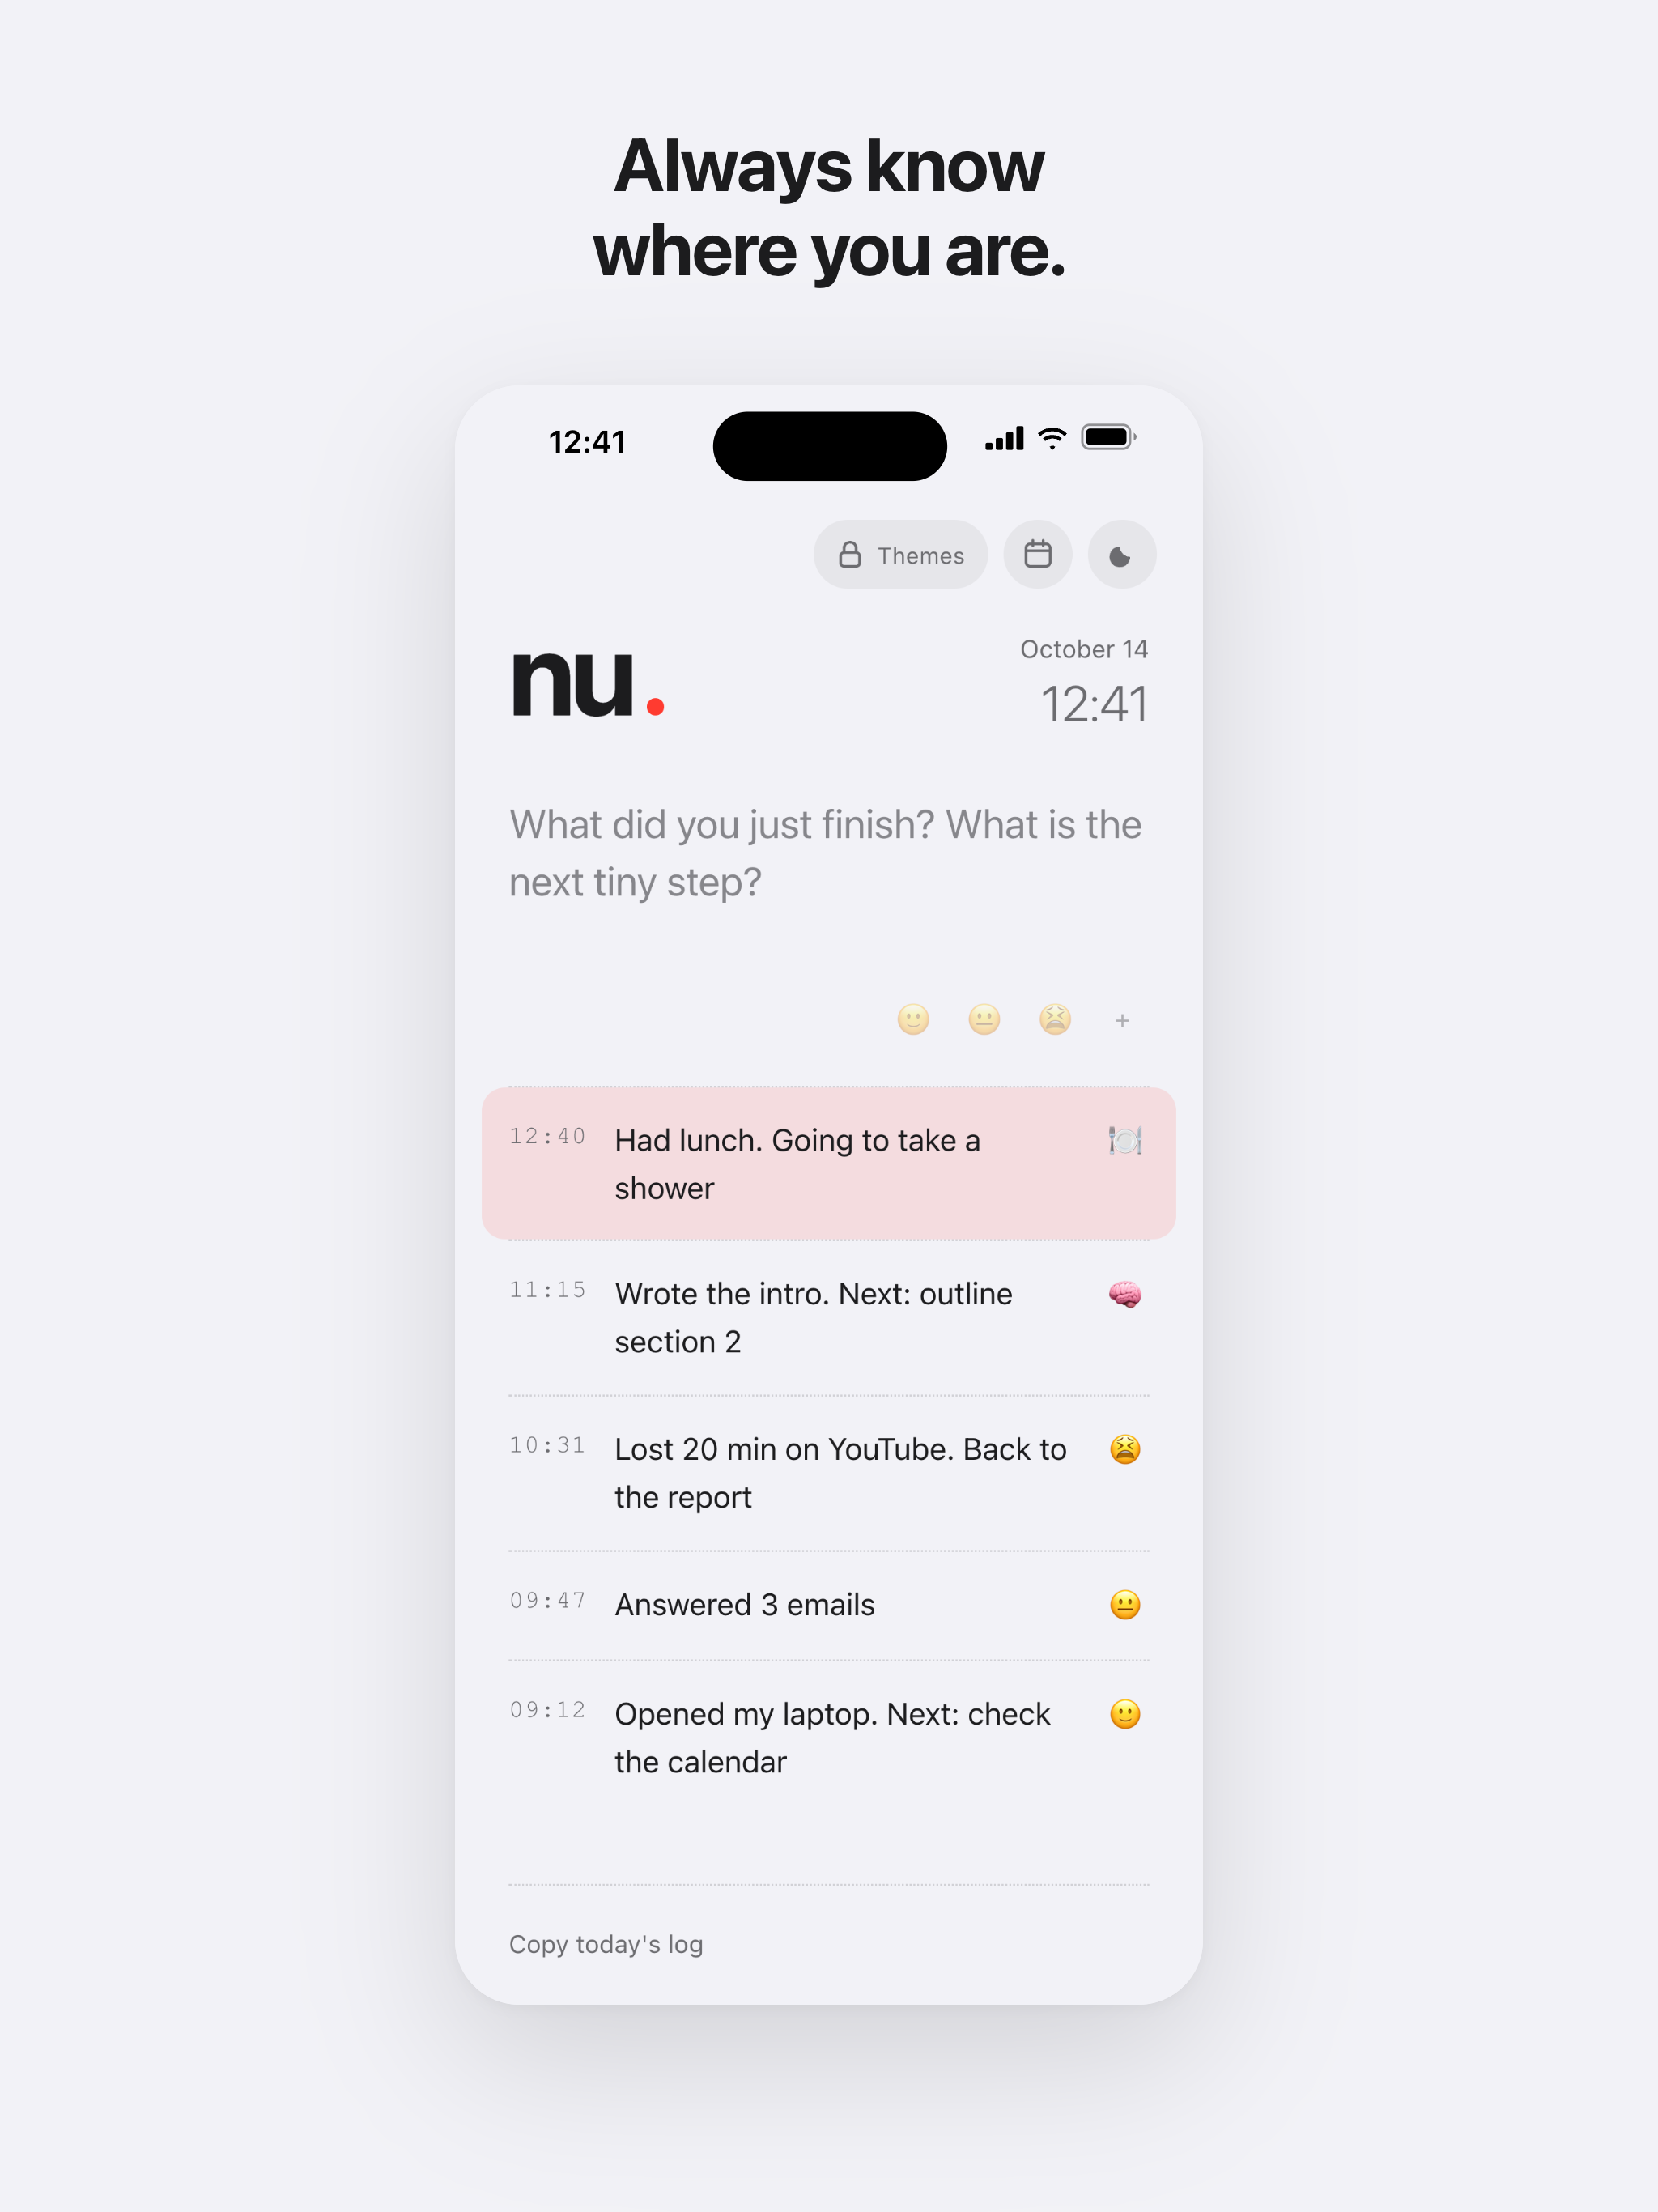 Always know
where you are.
12:41
Themes
nu.
October 14
12:41
What did you just finish? What is the
next tiny step?
+
12:40 Had lunch. Going to take a
shower
11:15 Wrote the intro. Next: outline
section 2
10:31 Lost 20 min on YouTube. Back to
the report
09:47 Answered 3 emails
09:12 Opened my laptop. Next: check
the calendar
Copy today's log